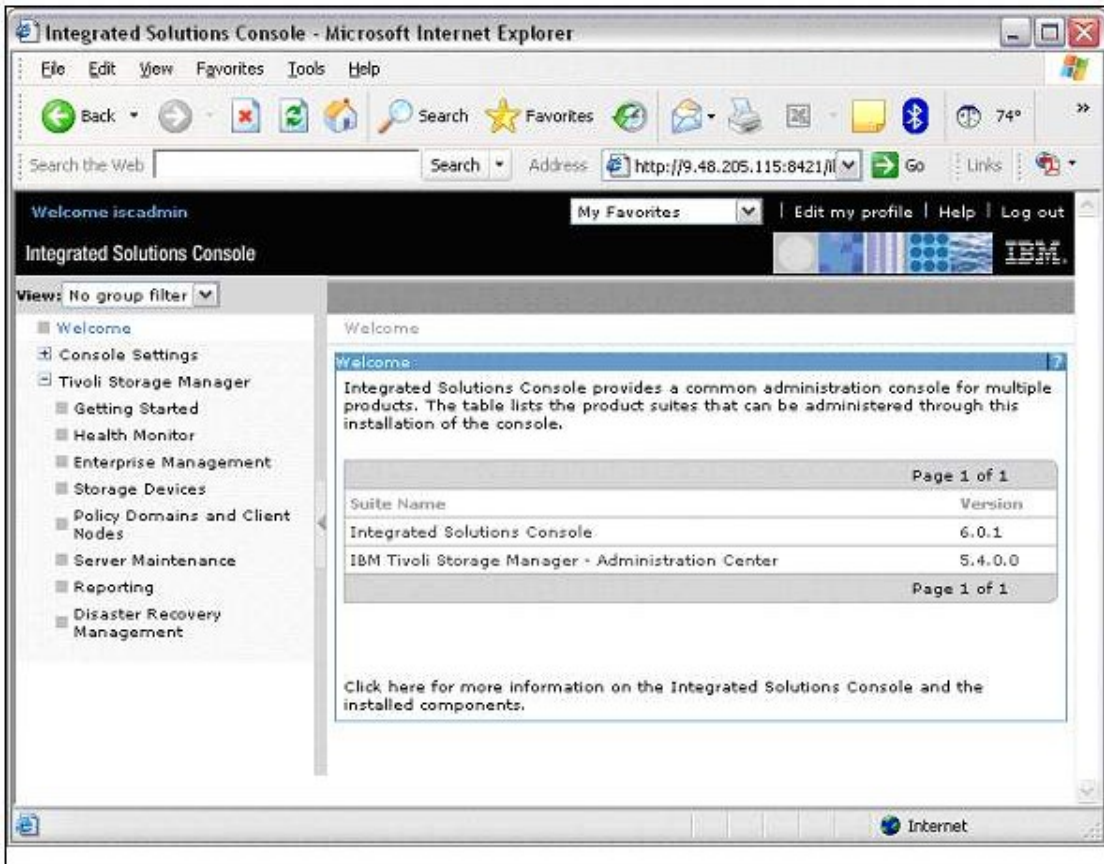 Integrated Solutions Console - Microsoft Internet Explorer
File Edit View Favorites Tools Help
Back Search Favorites 74° »
Search the Web Search Address http://9.48.205.115:8421/ Go Links
Welcome iscadmin My Favorites | Edit my profile | Help | Log out
Integrated Solutions Console IBM.
View: No group filter
Welcome
Console Settings
Tivoli Storage Manager
Getting Started
Health Monitor
Enterprise Management
Storage Devices
Policy Domains and Client
Nodes
Server Maintenance
Reporting
Disaster Recovery
Management
Welcome
Welcome ?
Integrated Solutions Console provides a common administration console for multiple
products. The table lists the product suites that can be administered through this
installation of the console.
Page 1 of 1
Suite Name Version
Integrated Solutions Console 6.0.1
IBM Tivoli Storage Manager - Administration Center 5.4.0.0
Page 1 of 1
Click here for more information on the Integrated Solutions Console and the
installed components.
Internet